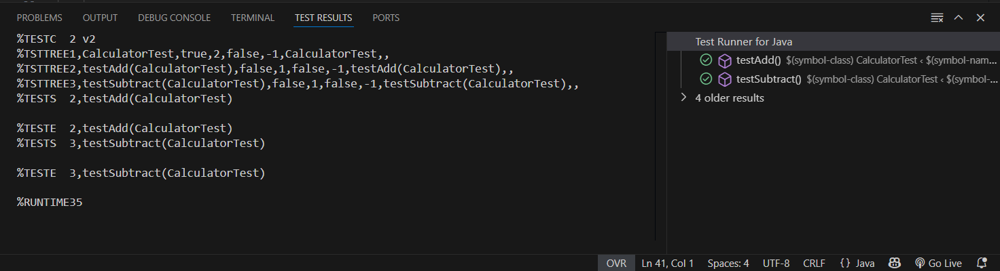 PROBLEMS OUTPUT DEBUG CONSOLE TERMINAL TEST RESULTS PORTS
%TESTC  2 v2
%TSTTREE1,CalculatorTest,true,2,false,-1,CalculatorTest,,
%TSTTREE2,testAdd(CalculatorTest),false,1,false,-1,testAdd(CalculatorTest),,
%TSTTREE3,testSubtract(CalculatorTest),false,1,false,-1,testSubtract(CalculatorTest),,
%TESTS  2,testAdd(CalculatorTest)
%TESTE  2,testAdd(CalculatorTest)
%TESTS  3,testSubtract(CalculatorTest)
%TESTE  3,testSubtract(CalculatorTest)
%RUNTIME35
Test Runner for Java
testAdd() $(symbol-class) CalculatorTest ‹ $(symbol-nam...
testSubtract() $(symbol-class) CalculatorTest ‹ $(symbol-...
4 older results
OVR Ln 41, Col 1 Spaces: 4 UTF-8 CRLF {} Java Go Live